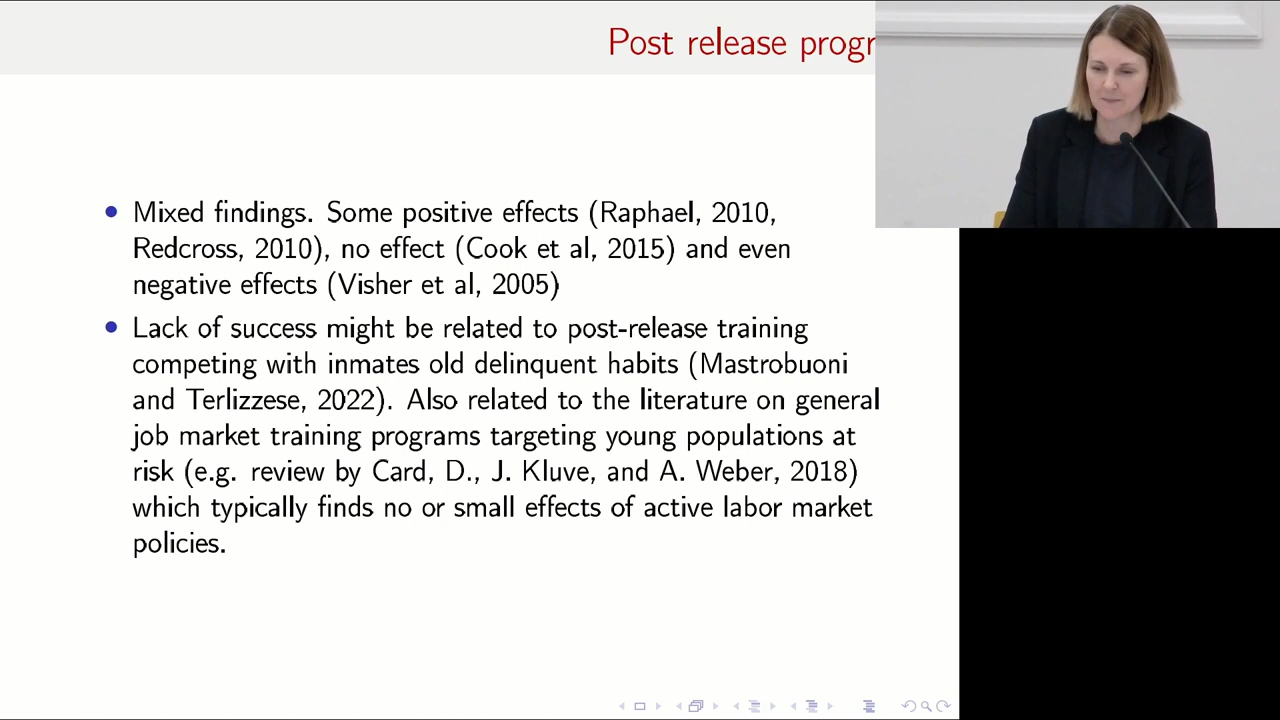 Post release progr
• Mixed findings. Some positive effects (Raphael, 2010,
Redcross, 2010), no effect (Cook et al, 2015) and even
negative effects (Visher et al, 2005)
• Lack of success might be related to post-release training
competing with inmates old delinquent habits (Mastrobuoni
and Terlizzese, 2022). Also related to the literature on general
job market training programs targeting young populations at
risk (e.g. review by Card, D., J. Kluve, and A. Weber, 2018)
which typically finds no or small effects of active labor market
policies.